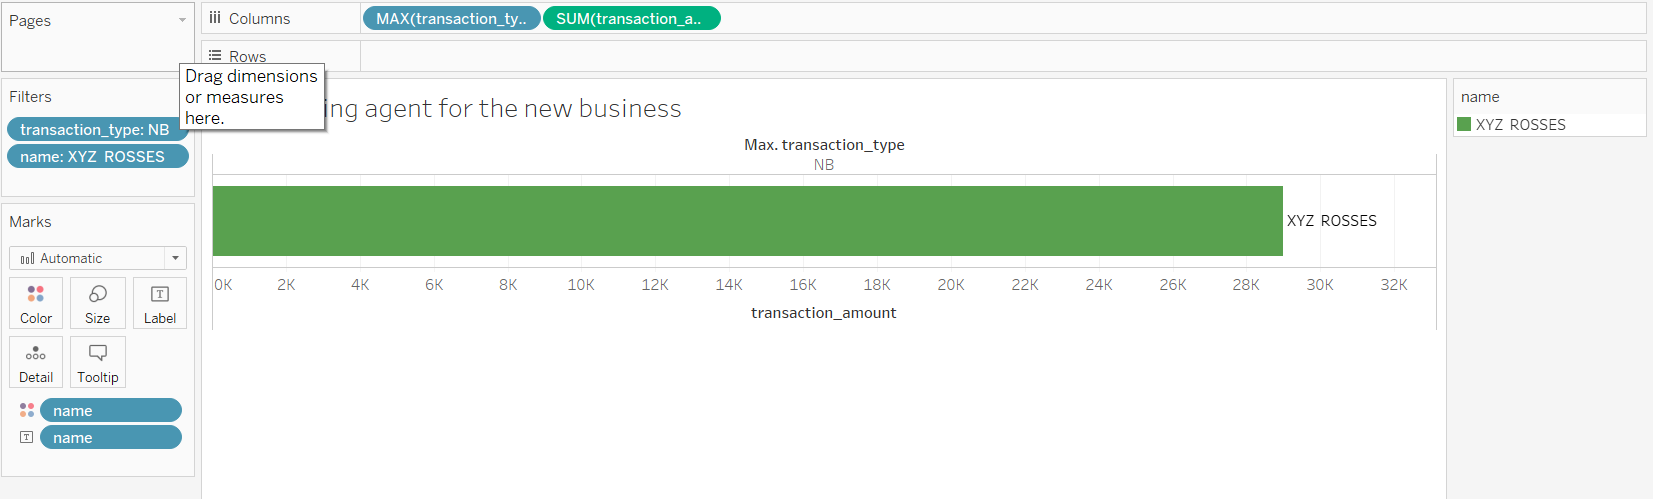 Pages
Columns
MAX(transaction_ty..
SUM(transaction_a..
Rows
Drag dimensions
or measures
here.
Filters
transaction_type: NB
name: XYZ ROSSES
Marks
Automatic
Color
Size
Label
Detail
Tooltip
name
name
ing agent for the new business
Max. transaction_type
NB
XYZ ROSSES
0K 2K 4K 6K 8K 10K 12K 14K 16K 18K 20K 22K 24K 26K 28K 30K 32K
transaction_amount
name
XYZ ROSSES